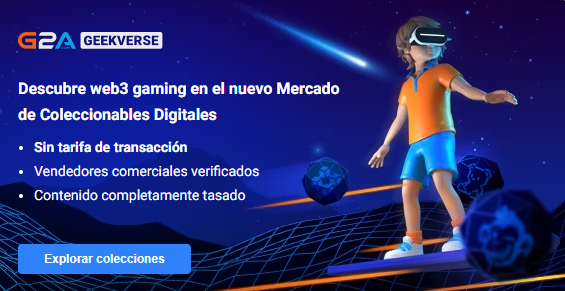 G2A GEEKVERSE
Descubre web3 gaming en el nuevo Mercado
de Coleccionables Digitales
• Sin tarifa de transacción
• Vendedores comerciales verificados
• Contenido completamente tasado
Explorar colecciones